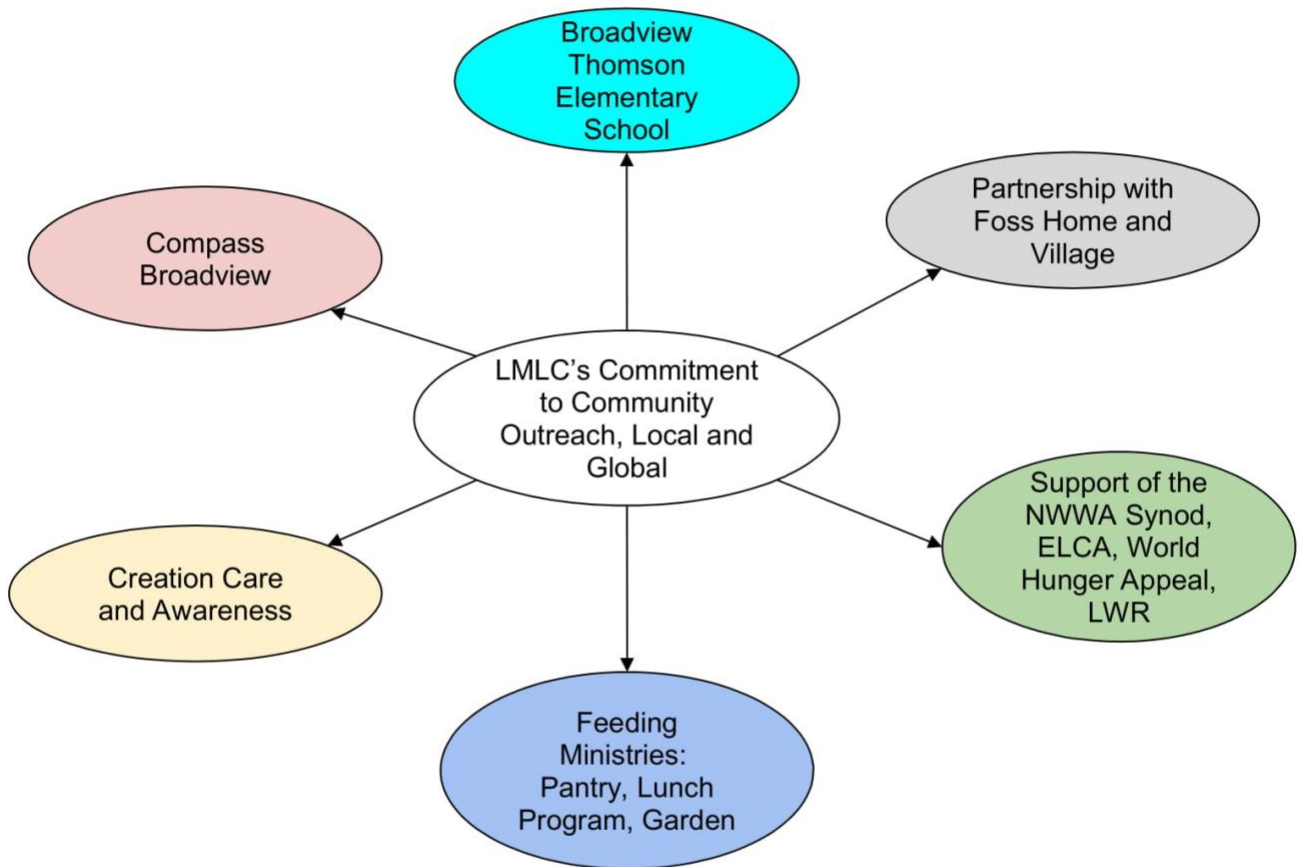 Broadview
Thomson
Elementary
School
Partnership with
Foss Home and
Village
Compass
Broadview
LMLC’s Commitment
to Community
Outreach, Local and
Global
Support of the
NWWA Synod,
ELCA, World
Hunger Appeal,
LWR
Creation Care
and Awareness
Feeding
Ministries:
Pantry, Lunch
Program, Garden